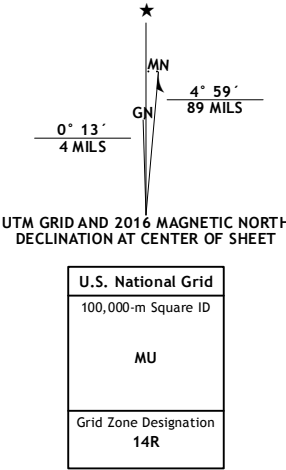 ★
MN
4° 59´
89 MILS
GN
0° 13´
4 MILS
UTM GRID AND 2016 MAGNETIC NORTH
DECLINATION AT CENTER OF SHEET
U.S. National Grid
100,000-m Square ID
MU
Grid Zone Designation
14R